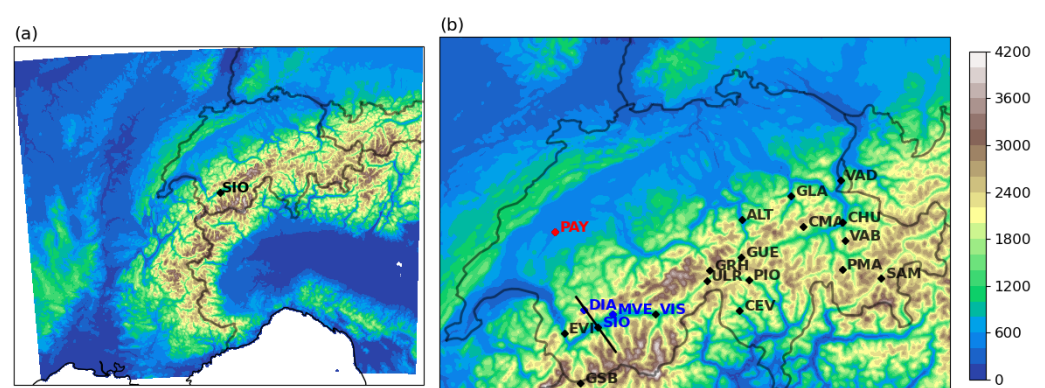 (a)
SIO
(b)
VAD
GLA
ALT
CMA
CHU
PAY
VAB
GUE
GRH
PMA
ULR
PIO
SAM
DIA
MVE
VIS
CEV
SIO
EVI
GSB
4200
3600
3000
2400
1800
1200
600
0